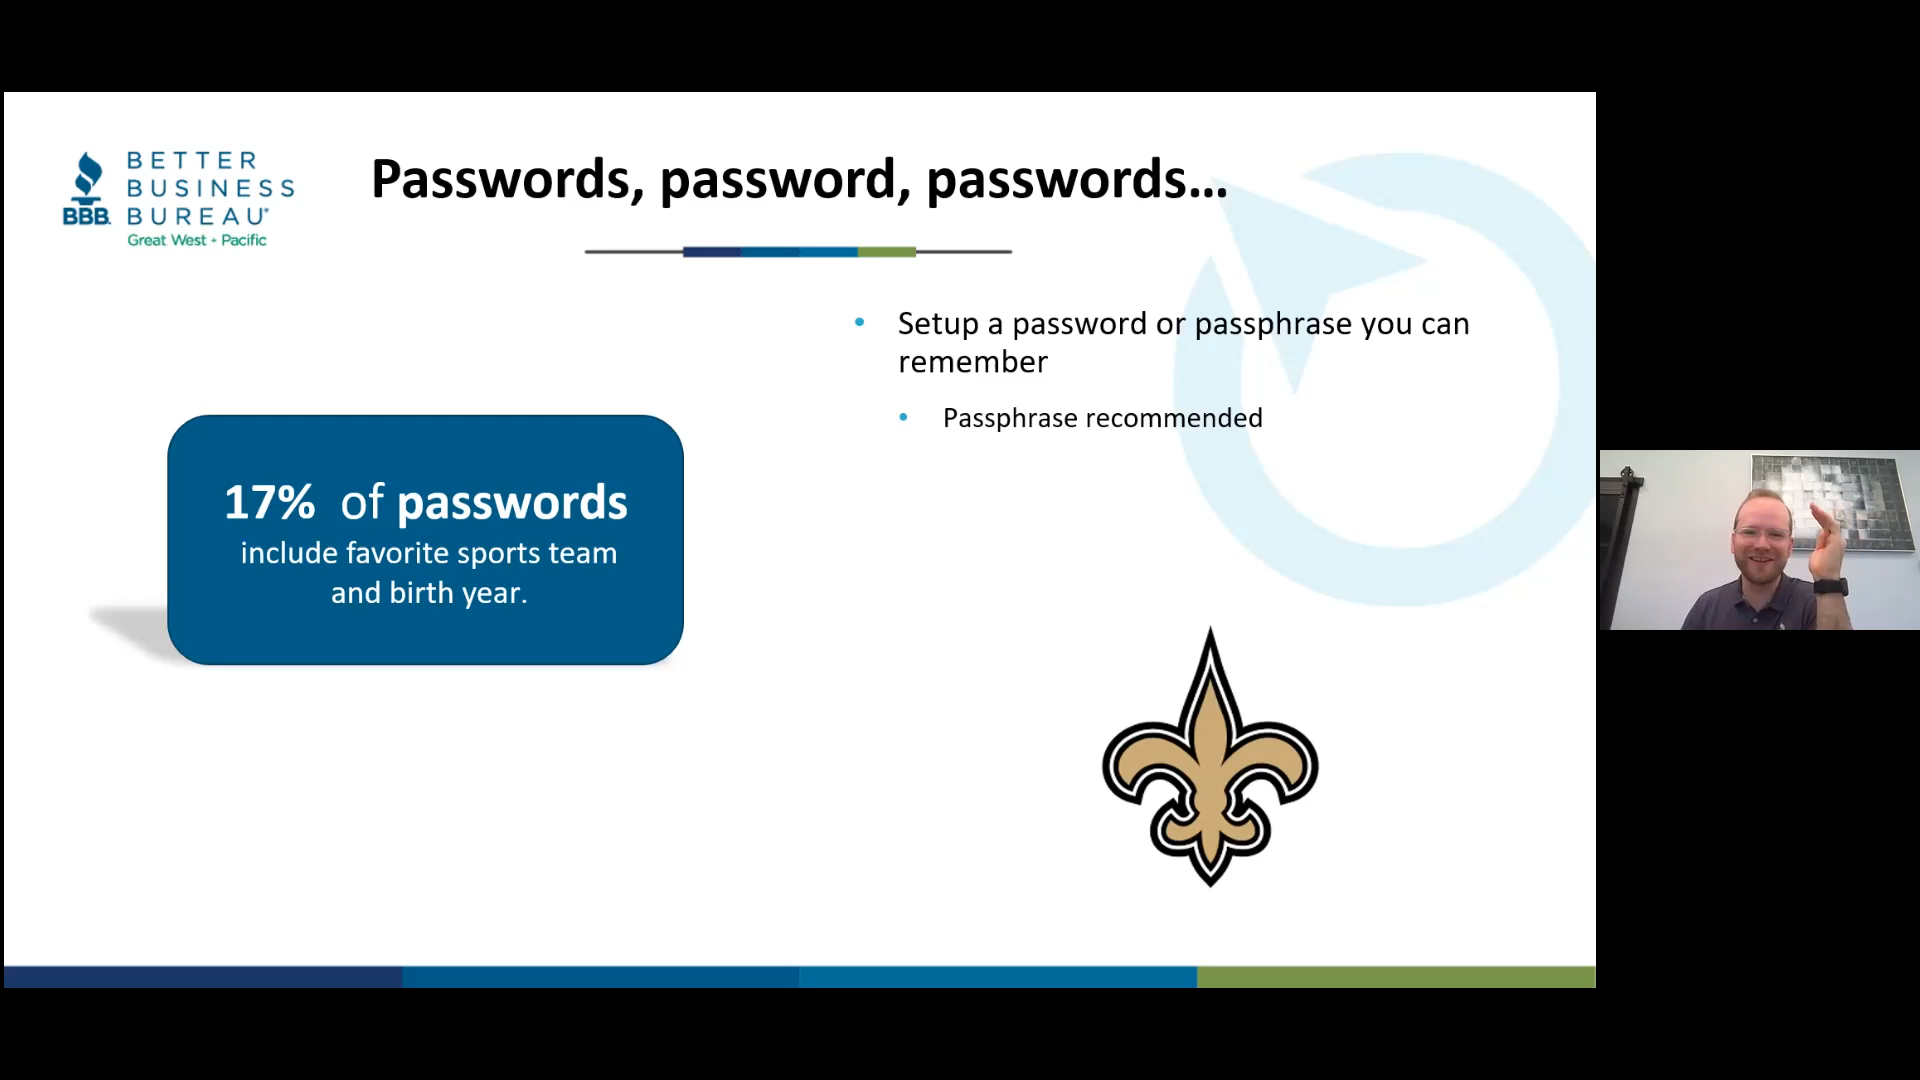 BETTER
BUSINESS
BBB. BUREAU®
Great West + Pacific
Passwords, password, passwords...
Setup a password or passphrase you can
remember
Passphrase recommended
17% of passwords
include favorite sports team
and birth year.